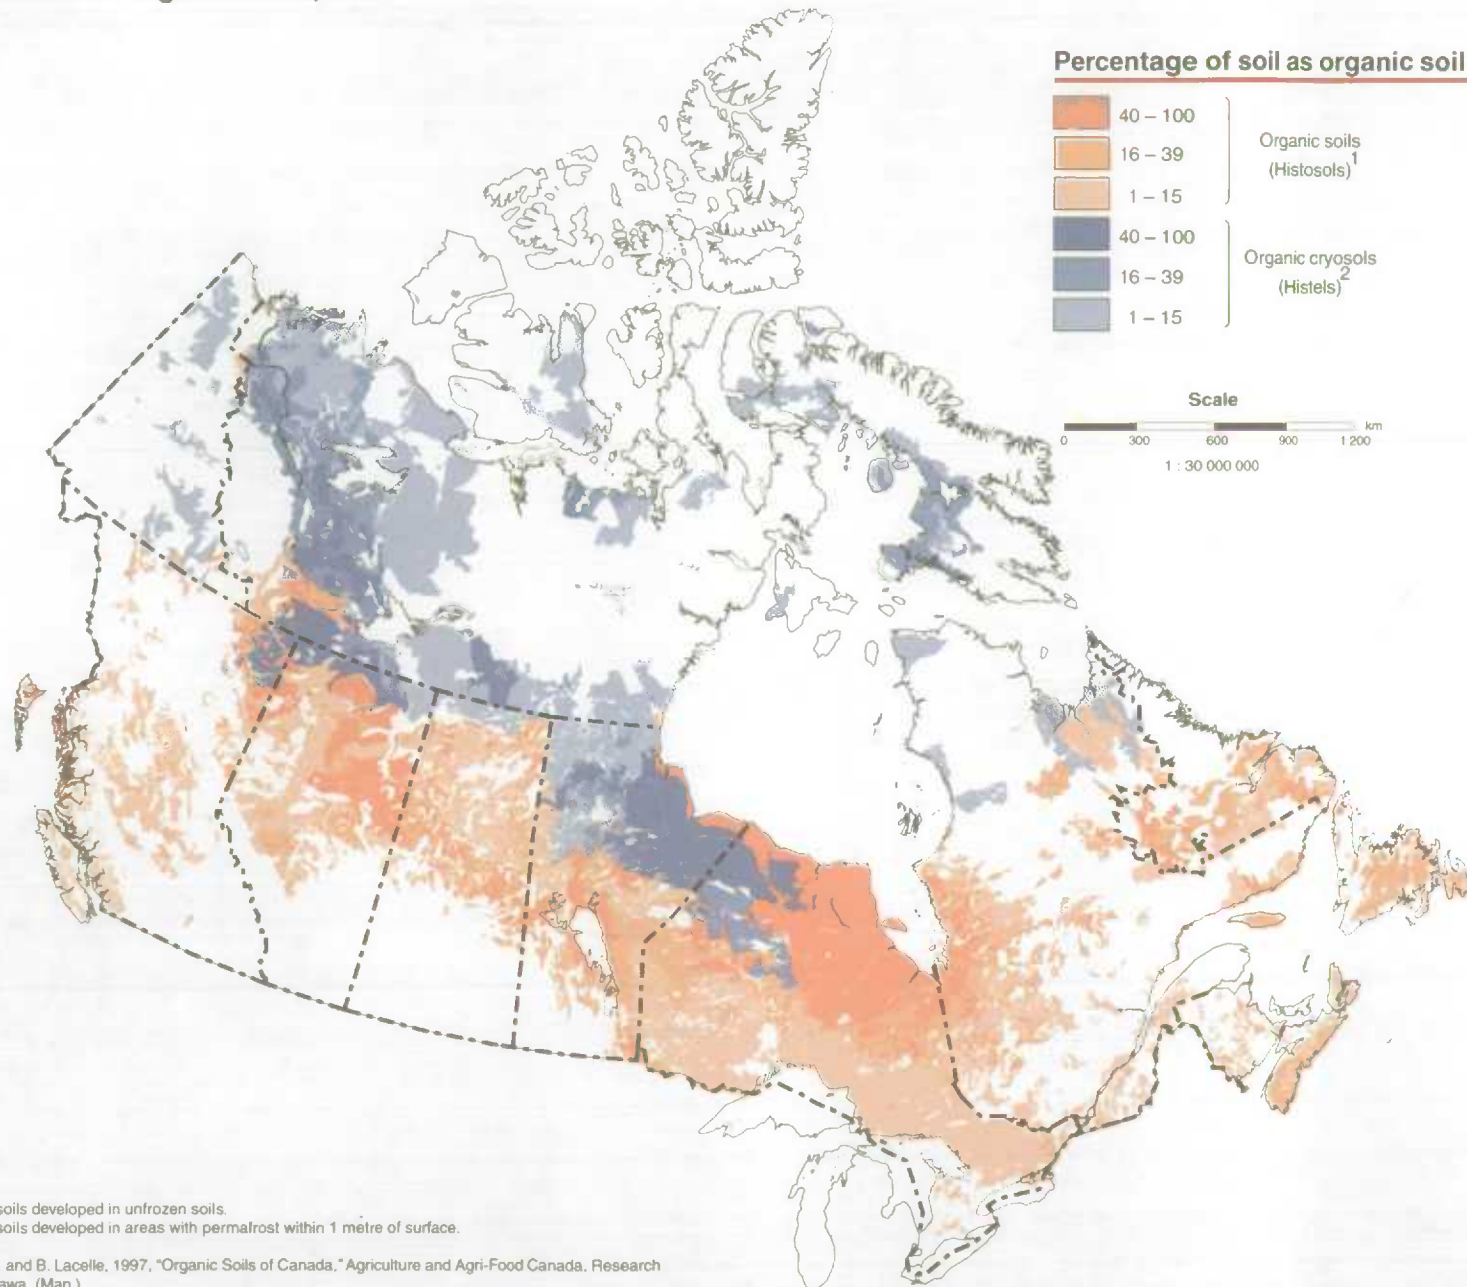 Percentage of soil as organic soil
40 – 100
16 – 39
1 – 15
Organic soils
(Histosols)1
40 – 100
16 – 39
1 – 15
Organic cryosols
(Histels)2
Scale
km
0 300 600 900 1200
1 : 30 000 000
soils developed in unfrozen soils.
soils developed in areas with permafrost within 1 metre of surface.
and B. Lacelle, 1997, "Organic Soils of Canada," Agriculture and Agri-Food Canada, Research
(Map.)